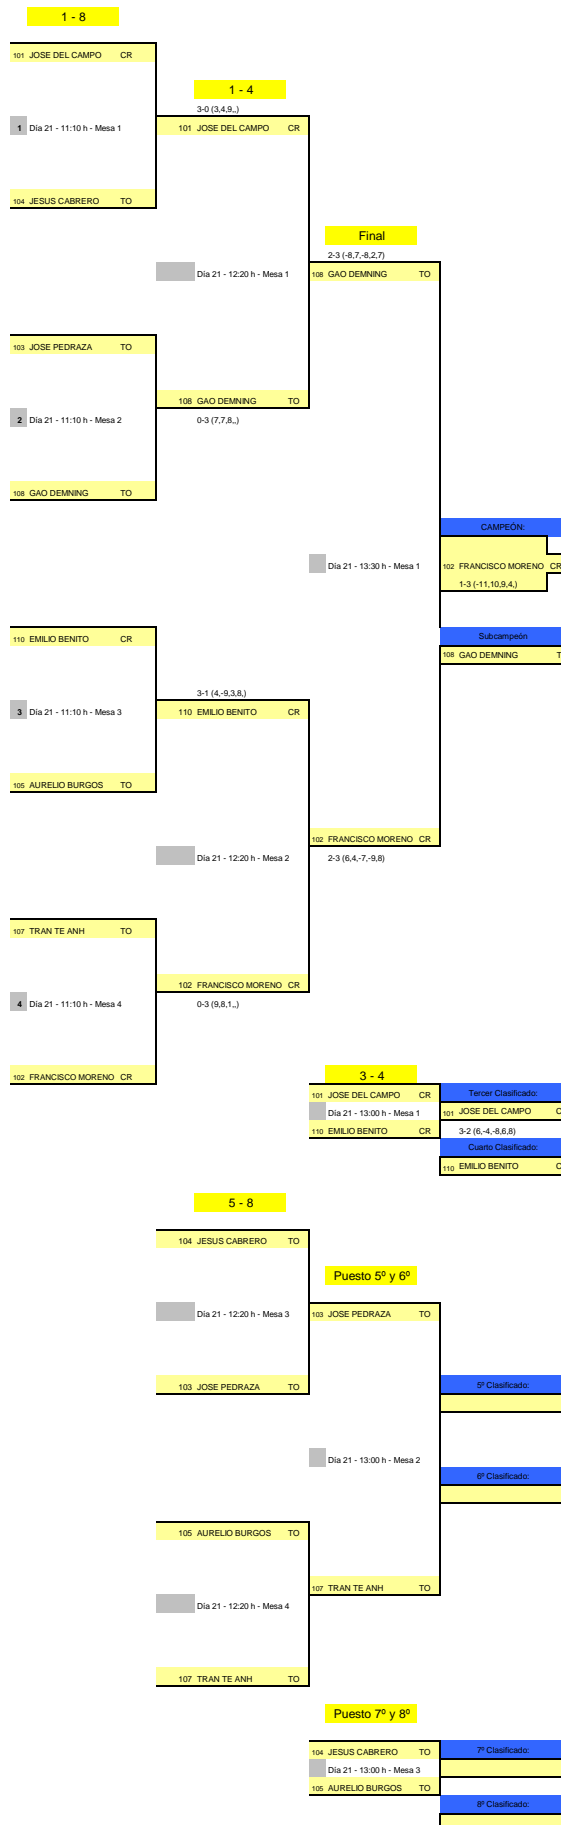 1 - 8
101 JOSE DEL CAMPO CR
1 - 4
3-0 (3,4,9,,)
1 Día 21 - 11:10 h - Mesa 1
101 JOSE DEL CAMPO CR
104 JESUS CABRERO TO
Final
2-3 (-8,7,-8,2,7)
Día 21 - 12:20 h - Mesa 1
108 GAO DEMNING TO
103 JOSE PEDRAZA TO
108 GAO DEMNING TO
2 Día 21 - 11:10 h - Mesa 2
0-3 (7,7,8,,)
108 GAO DEMNING TO
CAMPEÓN:
Día 21 - 13:30 h - Mesa 1
102 FRANCISCO MORENO CR
1-3 (-11,10,9,4,)
110 EMILIO BENITO CR
Subcampeón
108 GAO DEMNING
3-1 (4,-9,3,8,)
3 Día 21 - 11:10 h - Mesa 3
110 EMILIO BENITO CR
105 AURELIO BURGOS TO
102 FRANCISCO MORENO CR
Día 21 - 12:20 h - Mesa 2
2-3 (6,4,-7,-9,8)
107 TRAN TE ANH TO
102 FRANCISCO MORENO CR
4 Día 21 - 11:10 h - Mesa 4
0-3 (9,8,1,,)
102 FRANCISCO MORENO CR
3 - 4
101 JOSE DEL CAMPO CR
Tercer Clasificado:
Día 21 - 13:00 h - Mesa 1
101 JOSE DEL CAMPO
110 EMILIO BENITO CR
3-2 (6,-4,-8,6,8)
Cuarto Clasificado:
110 EMILIO BENITO
5 - 8
104 JESUS CABRERO TO
Puesto 5º y 6º
Día 21 - 12:20 h - Mesa 3
103 JOSE PEDRAZA TO
103 JOSE PEDRAZA TO
5º Clasificado:
Día 21 - 13:00 h - Mesa 2
6º Clasificado:
105 AURELIO BURGOS TO
107 TRAN TE ANH TO
Día 21 - 12:20 h - Mesa 4
107 TRAN TE ANH TO
Puesto 7º y 8º
104 JESUS CABRERO TO
7º Clasificado:
Día 21 - 13:00 h - Mesa 3
105 AURELIO BURGOS TO
8º Clasificado: